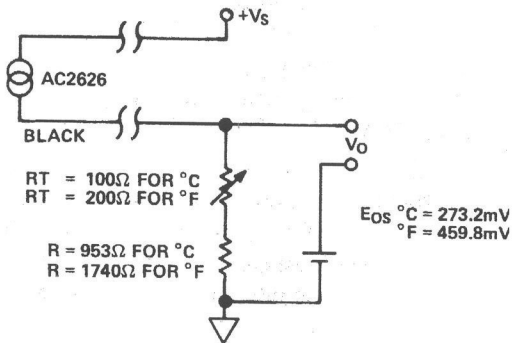 +VS
AC2626
BLACK
VO
RT = 100Ω FOR °C
RT = 200Ω FOR °F
EOS °C = 273.2mV
°F = 459.8mV
R = 953Ω FOR °C
R = 1740Ω FOR °F